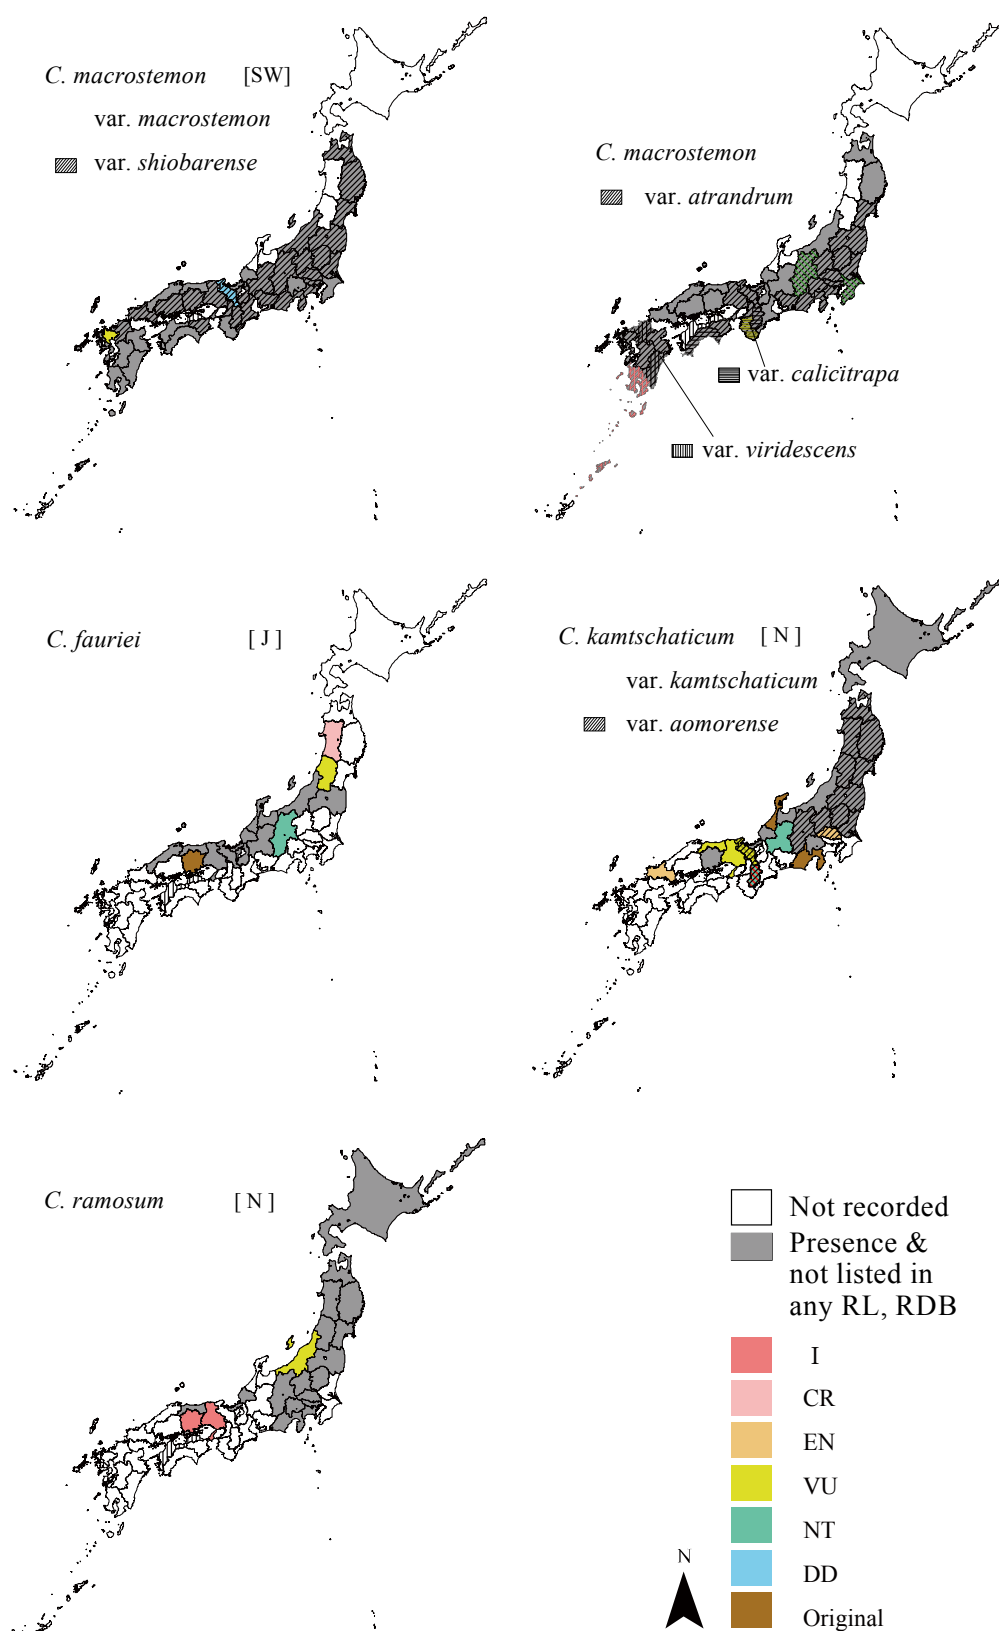 C. macrostemon [SW]
var. macrostemon
var. shiobarense
C. macrostemon
var. atrandrum
var. calicitrapa
var. viridescens
C. fauriei [ J ]
C. kamtschaticum [ N ]
var. kamtschaticum
var. aomorense
C. ramosum [ N ]
Not recorded
Presence &
not listed in
any RL, RDB
I
CR
EN
VU
NT
DD
Original
N